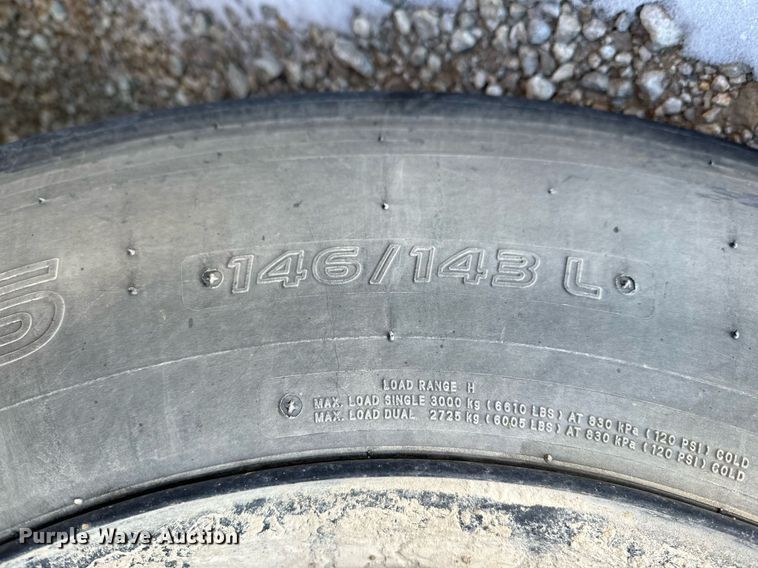 5
146/143 L
LOAD RANGE H
MAX. LOAD SINGLE 3000 kg (6610 LBS) AT 830 kPa (120 PSI) COLD
MAX. LOAD DUAL 2725 kg (6005 LBS) AT 830 kPa (120 PSI) COLD
Purple Wave Auction